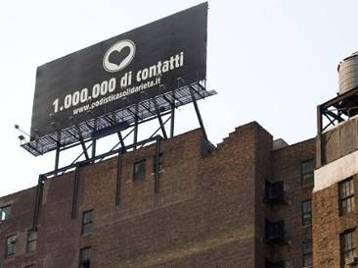 1.000.000 di contatti
www.podisticasolidarieta.it